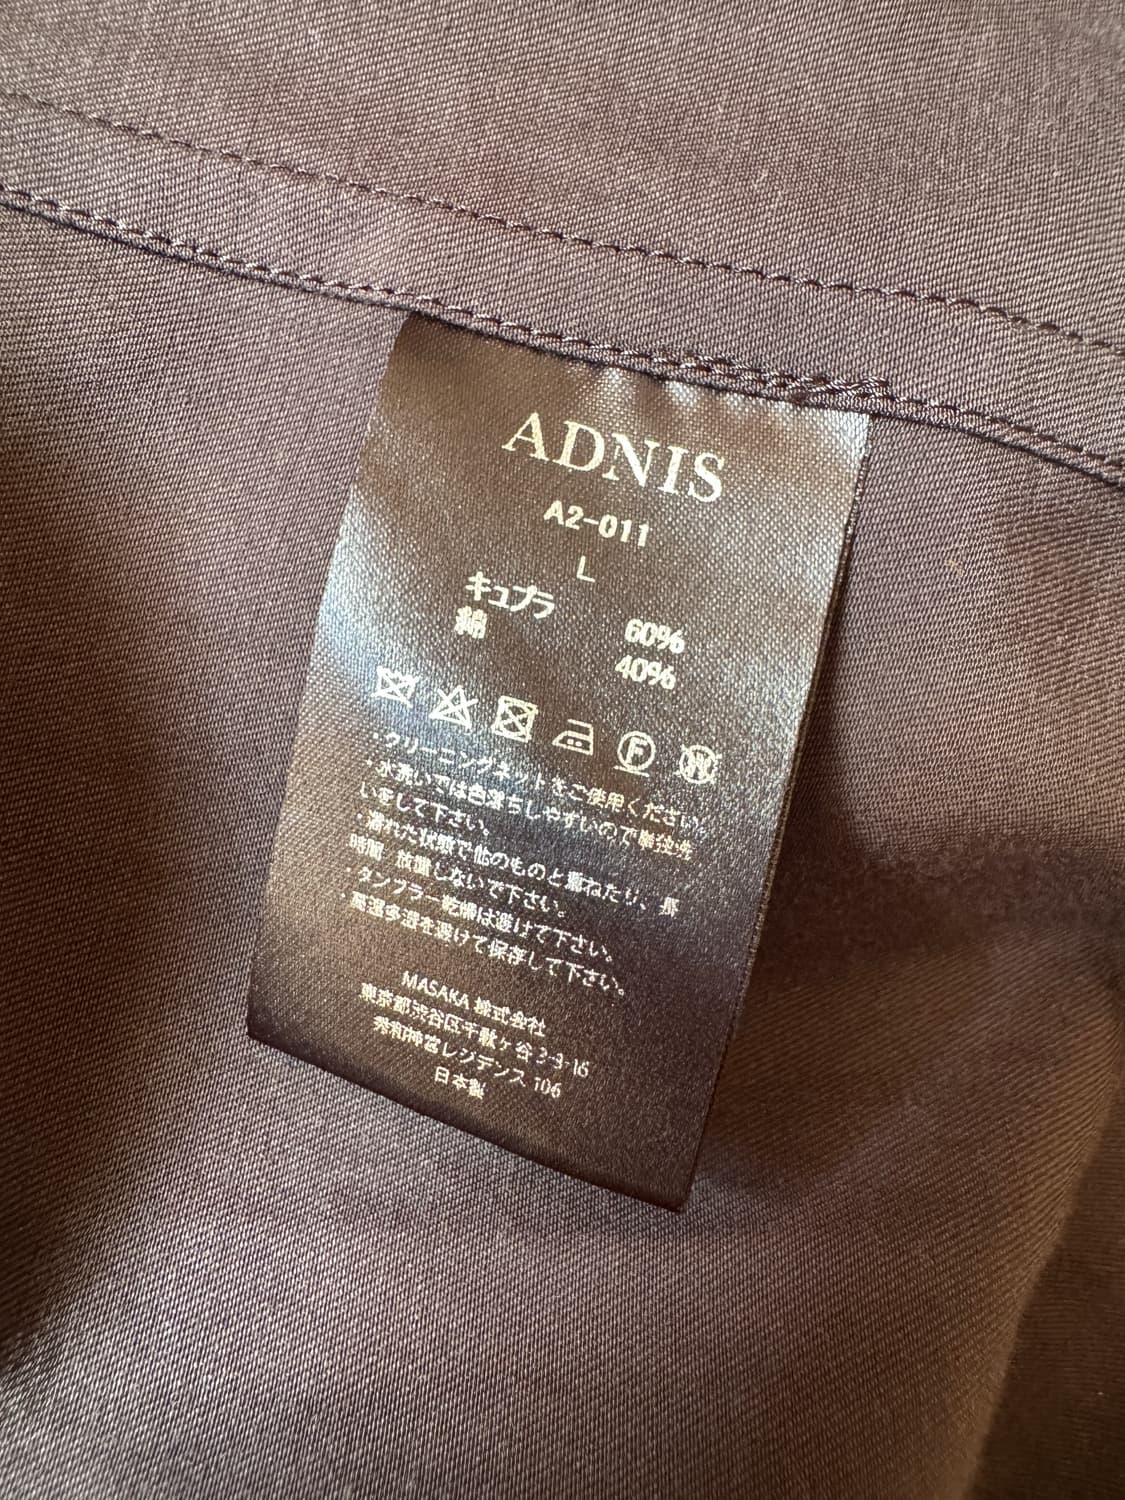 ADNIS
A2-011
L
キュプラ 60%
綿 40%
F
W
・クリーニングネットをご使用ください。
・水洗いでは色落ちしやすいので単独洗
いをして下さい。
・濡れた状態で他のものと重ねたり、長
時間 放置しないで下さい。
タンブラー乾燥は避けて下さい。
・高温多湿を避けて保存して下さい。
MASAKA 株式会社
東京都渋谷区千駄ヶ谷 3-3-16
秀和神宮レジデンス 106
日本製